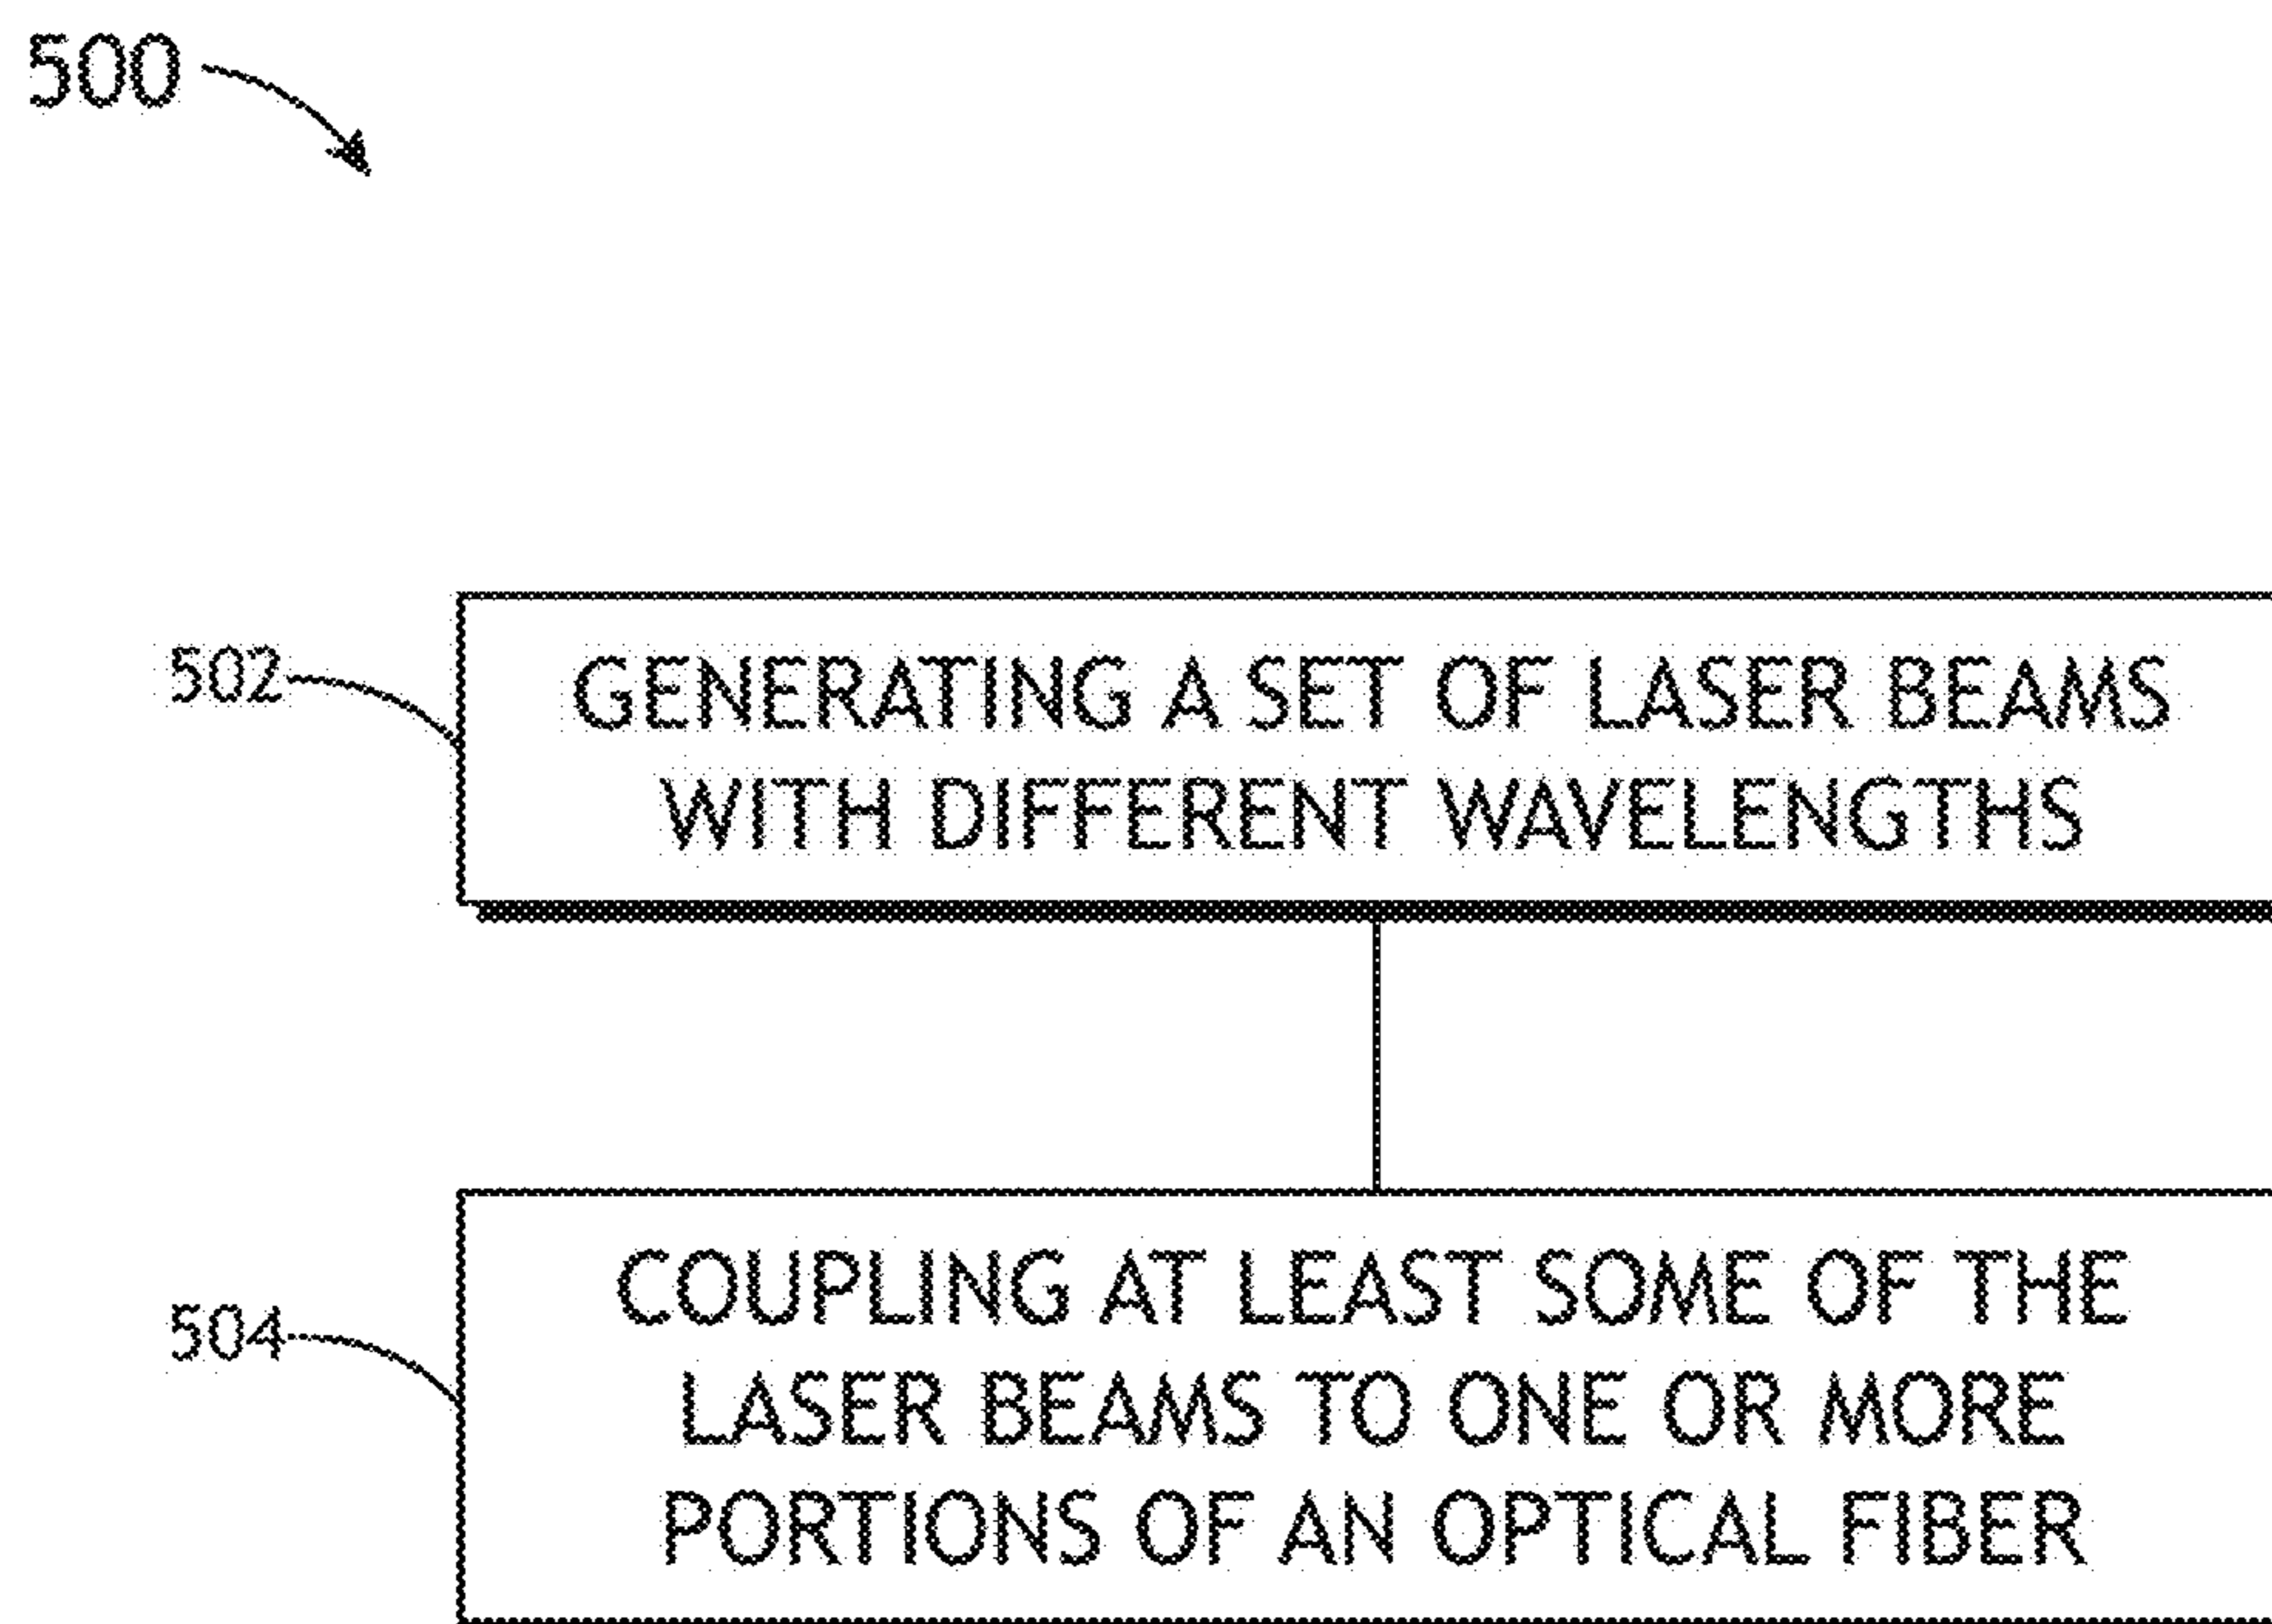 500
502
GENERATING A SET OF LASER BEAMS
WITH DIFFERENT WAVELENGTHS
504
COUPLING AT LEAST SOME OF THE
LASER BEAMS TO ONE OR MORE
PORTIONS OF AN OPTICAL FIBER